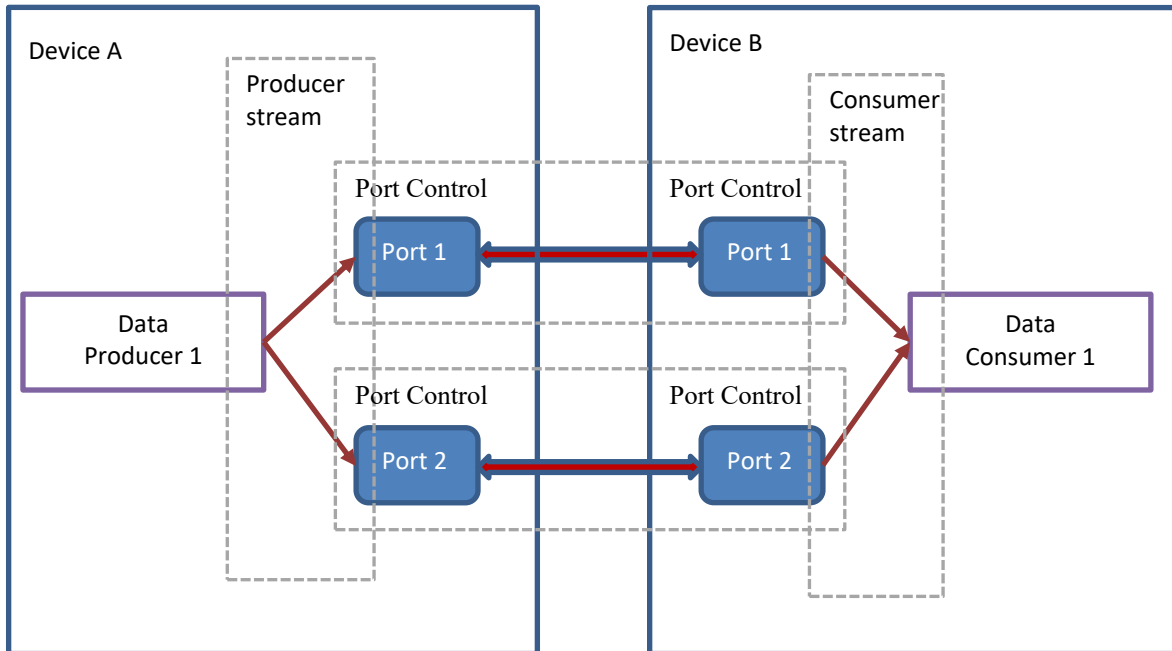 Device A
Device B
Producer
stream
Consumer
stream
Port Control
Port Control
Port 1
Port 1
Data
Producer 1
Data
Consumer 1
Port Control
Port Control
Port 2
Port 2